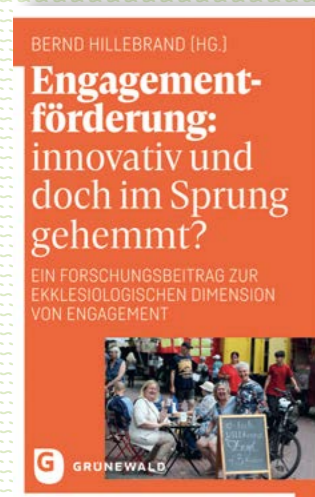 BERND HILLEBRAND (HG.)
Engagement-
förderung:
innovativ und
doch im Sprung
gehemmt?
EIN FORSCHUNGSBEITRAG ZUR
EKKLESIOLOGISCHEN DIMENSION
VON ENGAGEMENT
G GRÜNEWALD